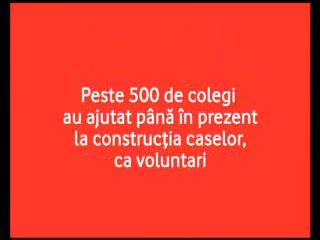 Peste 500 de colegi
au ajutat până în prezent
la construcția caselor,
ca voluntari